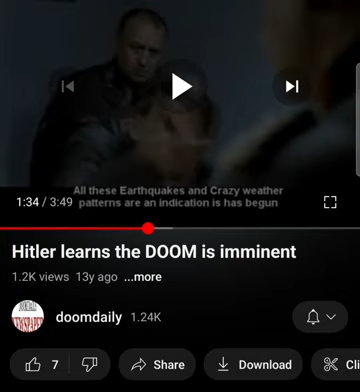 All these Earthquakes and Crazy weather
patterns are an indication is has begun
1:34 / 3:49
Hitler learns the DOOM is imminent
1.2K views 13y ago ...more
doomdaily 1.24K
7 Share Download Cli